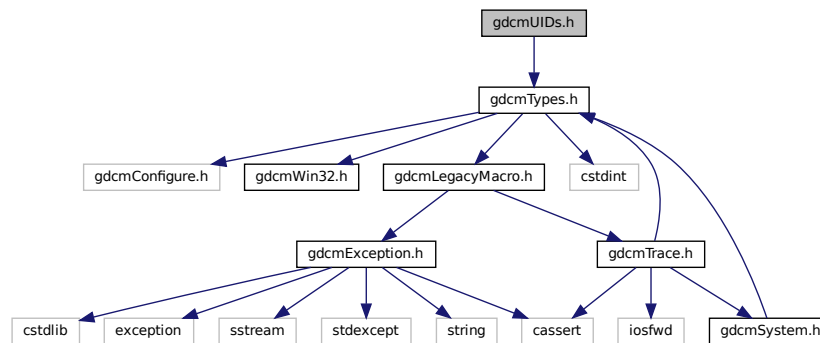 gdcmUIDs.h
gdcmTypes.h
gdcmConfigure.h
gdcmWin32.h
gdcmLegacyMacro.h
cstdint
gdcmException.h
gdcmTrace.h
cstdlib
exception
sstream
stdexcept
string
cassert
iosfwd
gdcmSystem.h